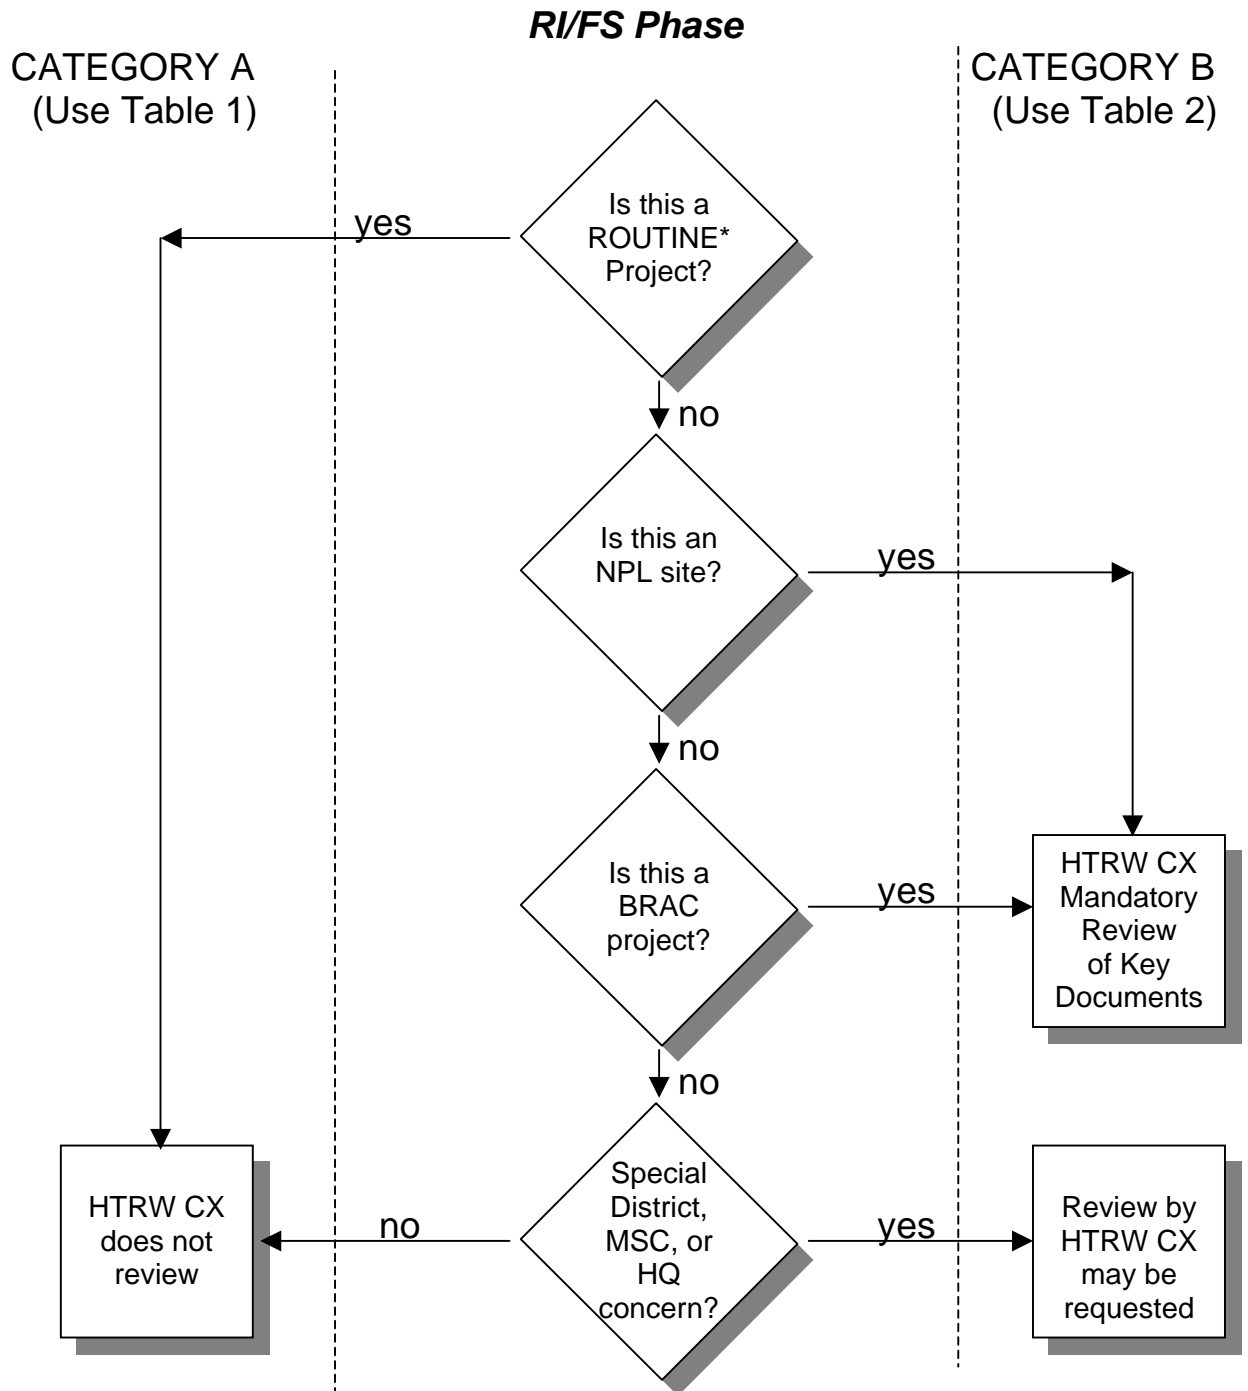 RI/FS Phase
CATEGORY A
(Use Table 1)
CATEGORY B
(Use Table 2)
Is this a
ROUTINE*
Project?
yes
no
Is this an
NPL site?
yes
no
Is this a
BRAC
project?
yes
HTRW CX
Mandatory
Review
of Key
Documents
no
Special
District,
MSC, or
HQ
concern?
no
HTRW CX
does not
review
yes
Review by
HTRW CX
may be
requested